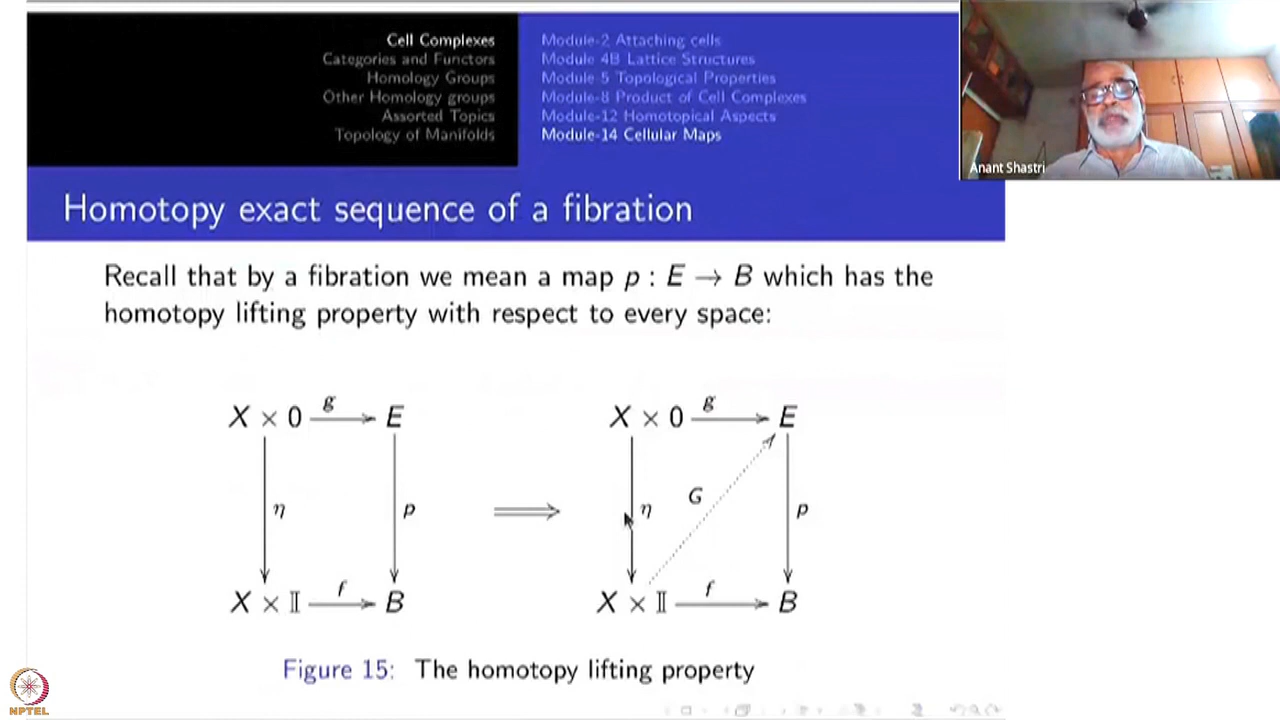 Cell Complexes
Categories and Functors
Homology Groups
Other Homology groups
Assorted Topics
Topology of Manifolds
Module-2 Attaching cells
Module 4B Lattice Structures
Module 5 Topological Properties
Module-8 Product of Cell Complexes
Module-12 Homotopical Aspects
Module-14 Cellular Maps
Anant Shastri
Homotopy exact sequence of a fibration
Recall that by a fibration we mean a map p : E → B which has the
homotopy lifting property with respect to every space:
X × 0 g E
η p
X × 𝕀 f B
⟹
X × 0 g E
η G p
X × 𝕀 f B
Figure 15: The homotopy lifting property
NPTEL